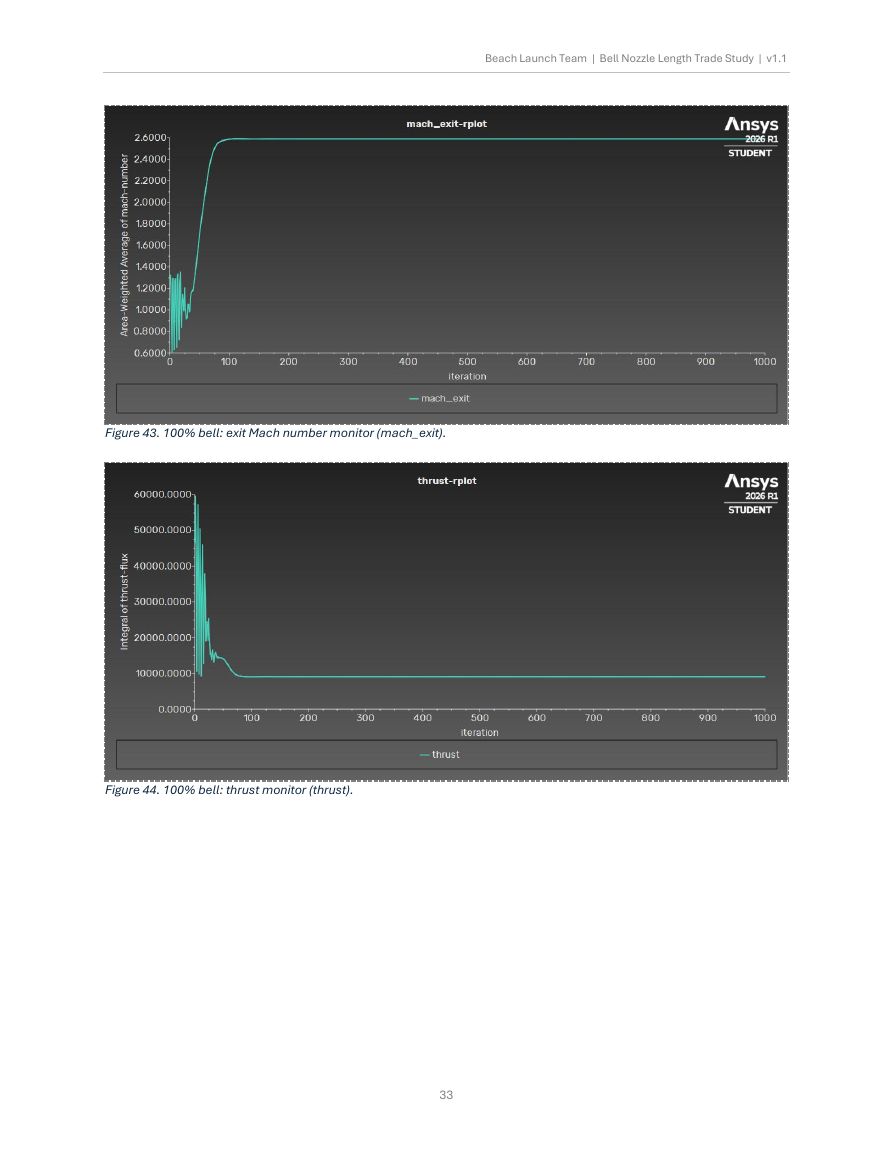 Beach Launch Team | Bell Nozzle Length Trade Study | v1.1
mach_exit-rplot
Ansys
2026 R1
STUDENT
Area-Weighted Average of mach-number
2.6000
2.4000
2.2000
2.0000
1.8000
1.6000
1.4000
1.2000
1.0000
0.8000
0.6000
0 100 200 300 400 500 600 700 800 900 1000
iteration
mach_exit
Figure 43. 100% bell: exit Mach number monitor (mach_exit).
thrust-rplot
Ansys
2026 R1
STUDENT
Integral of thrust-flux
60000.0000
50000.0000
40000.0000
30000.0000
20000.0000
10000.0000
0.0000
0 100 200 300 400 500 600 700 800 900 1000
iteration
thrust
Figure 44. 100% bell: thrust monitor (thrust).
33